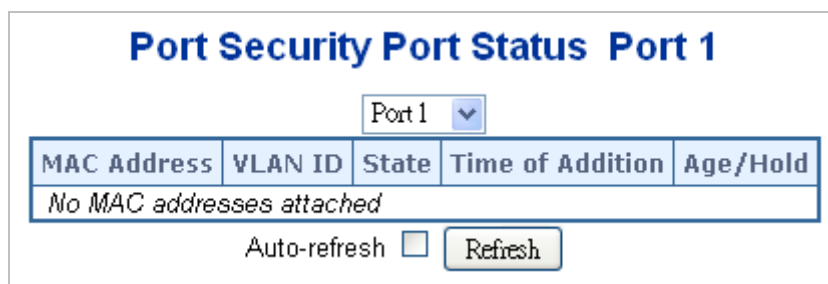 Port Security Port Status Port 1
Port 1
MAC Address VLAN ID State Time of Addition Age/Hold
No MAC addresses attached
Auto-refresh Refresh